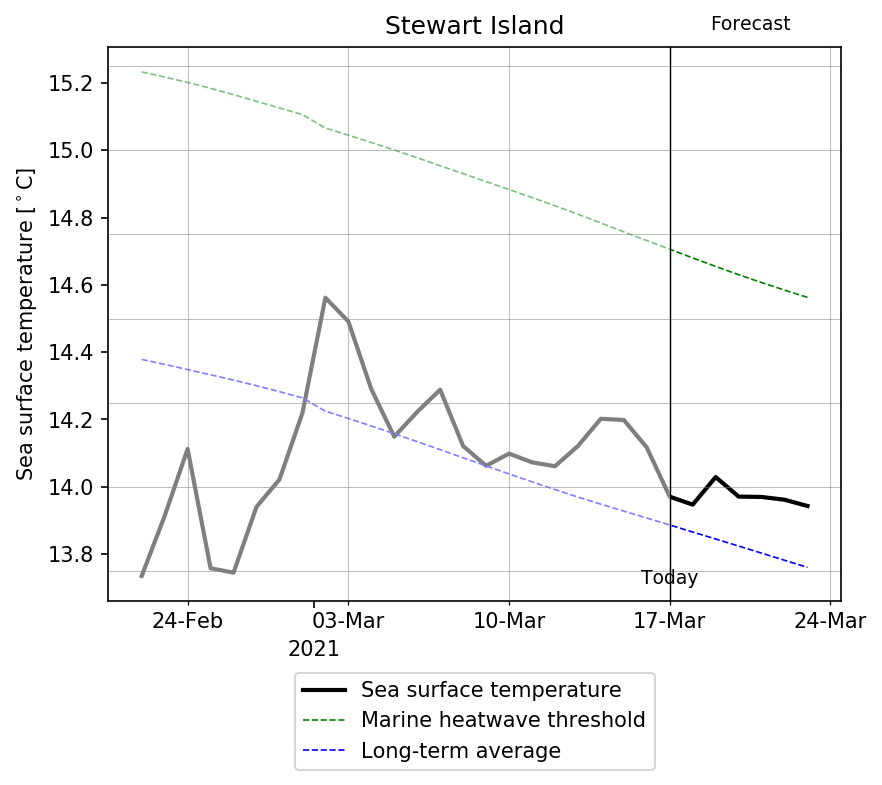 Stewart Island
Forecast
Sea surface temperature [°C]
15.2
15.0
14.8
14.6
14.4
14.2
14.0
13.8
Today
24-Feb
03-Mar
10-Mar
17-Mar
24-Mar
2021
Sea surface temperature
Marine heatwave threshold
Long-term average